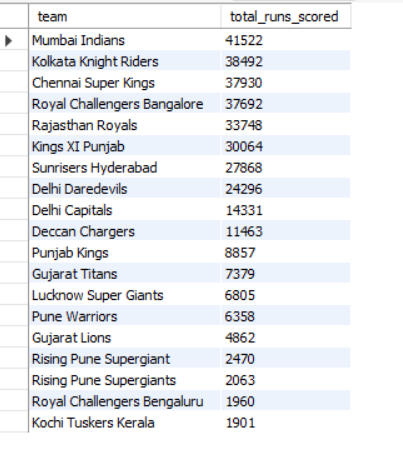 team total_runs_scored
Mumbai Indians 41522
Kolkata Knight Riders 38492
Chennai Super Kings 37930
Royal Challengers Bangalore 37692
Rajasthan Royals 33748
Kings XI Punjab 30064
Sunrisers Hyderabad 27868
Delhi Daredevils 24296
Delhi Capitals 14331
Deccan Chargers 11463
Punjab Kings 8857
Gujarat Titans 7379
Lucknow Super Giants 6805
Pune Warriors 6358
Gujarat Lions 4862
Rising Pune Supergiant 2470
Rising Pune Supergiants 2063
Royal Challengers Bengaluru 1960
Kochi Tuskers Kerala 1901